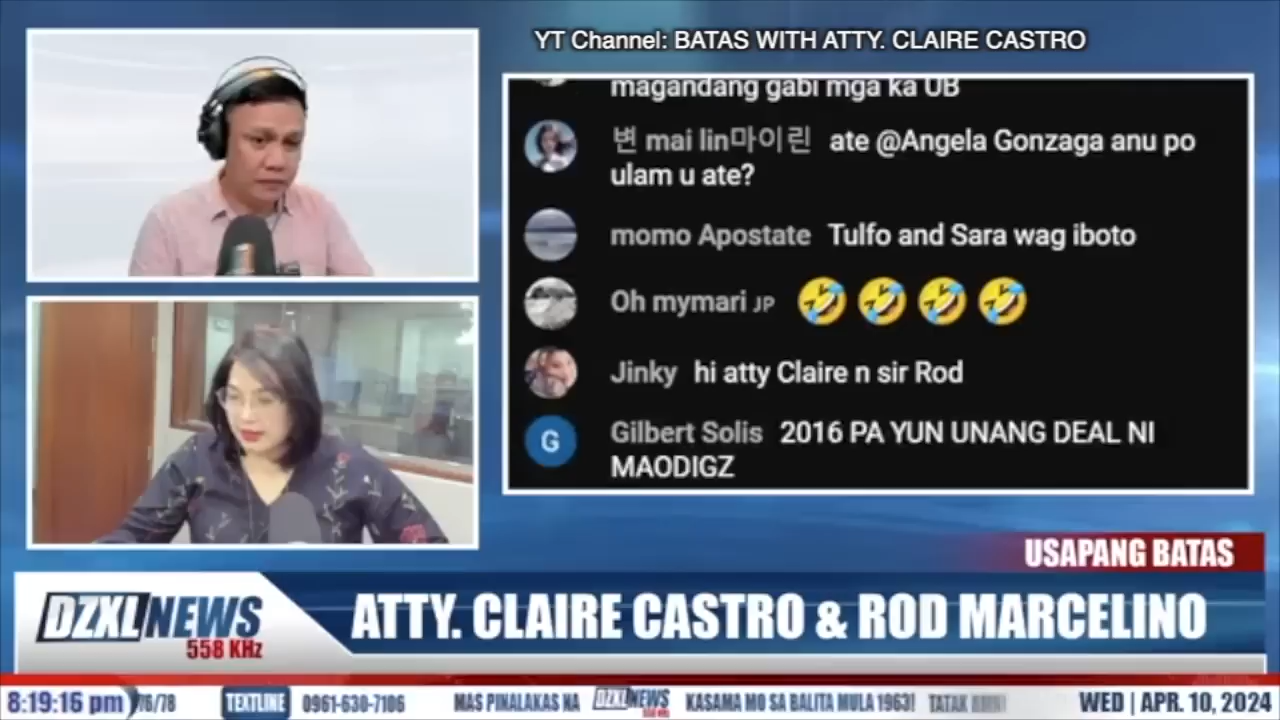 YT Channel: BATAS WITH ATTY. CLAIRE CASTRO
magandang gabi mga ka UB
변 mai lin마이린 ate @Angela Gonzaga anu po
ulam u ate?
momo Apostate Tulfo and Sara wag iboto
Oh mymari JP 🤣🤣🤣🤣
Jinky hi atty Claire n sir Rod
G
Gilbert Solis 2016 PA YUN UNANG DEAL NI
MAODIGZ
USAPANG BATAS
DZXL NEWS
558 KHz
ATTY. CLAIRE CASTRO & ROD MARCELINO
8:19:16 pm /76/78 TEXTLINE 0961-630-7106 MAS PINALAKAS NA DZXL NEWS KASAMA MO SA BALITA MULA 1963! TATAK WED | APR. 10, 2024